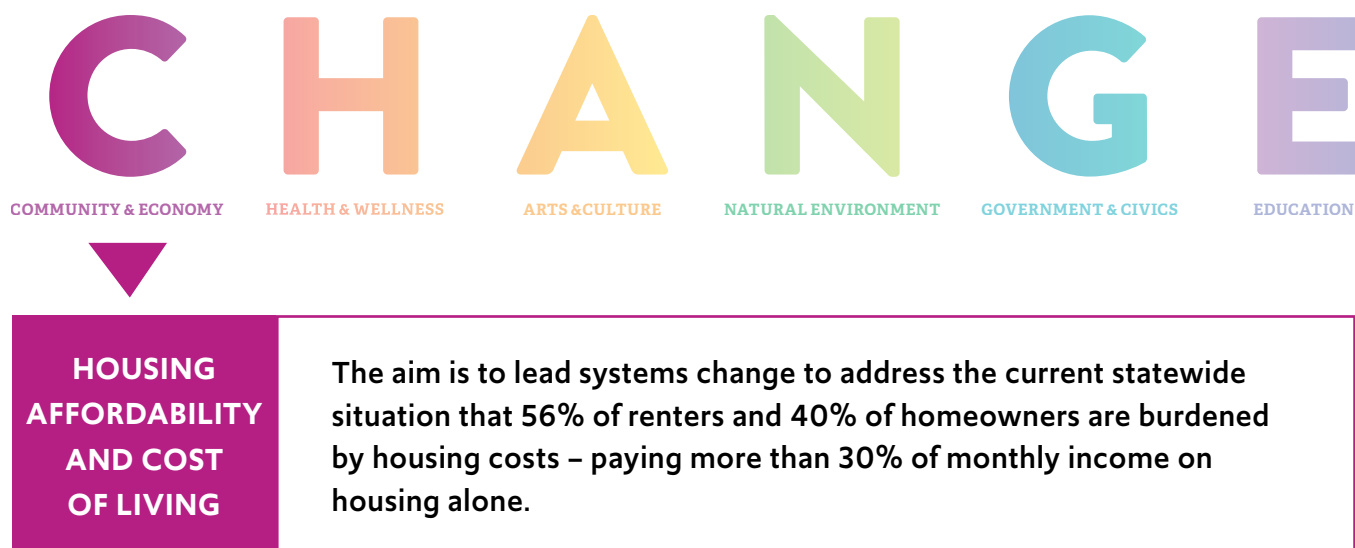 C H A N G E
COMMUNITY & ECONOMY HEALTH & WELLNESS ARTS &CULTURE NATURAL ENVIRONMENT GOVERNMENT & CIVICS EDUCATION
HOUSING
AFFORDABILITY
AND COST
OF LIVING
The aim is to lead systems change to address the current statewide
situation that 56% of renters and 40% of homeowners are burdened
by housing costs – paying more than 30% of monthly income on
housing alone.